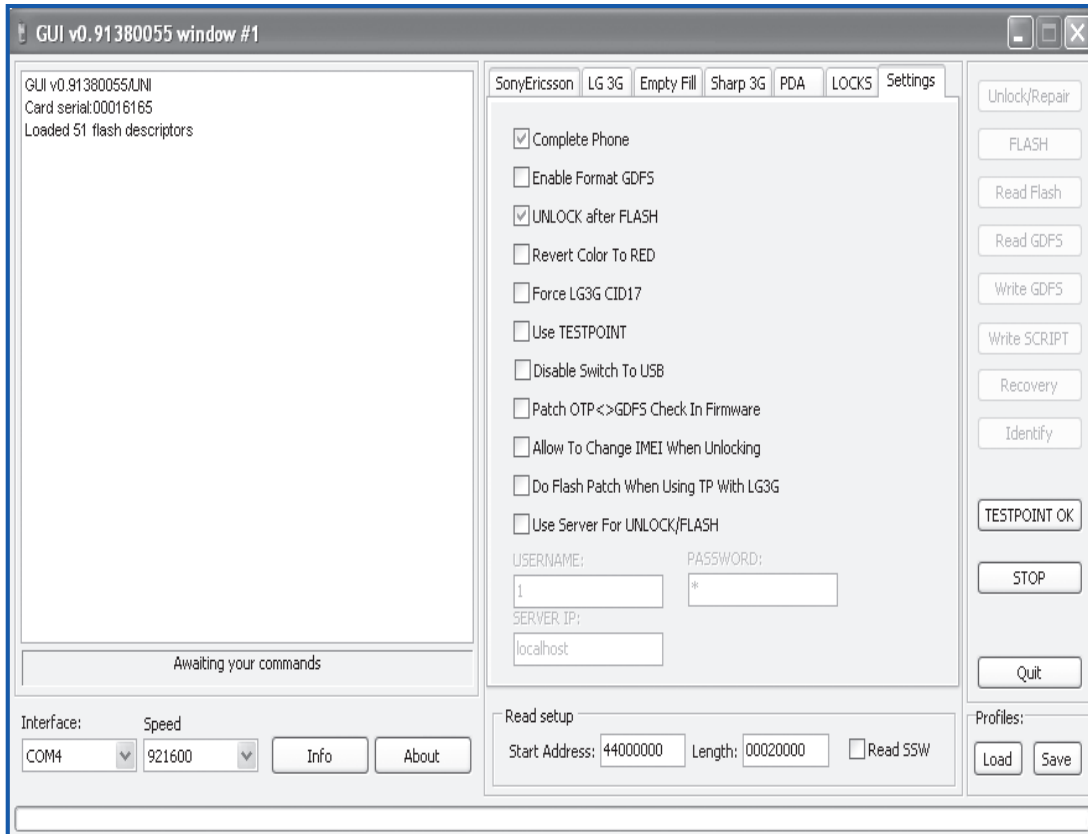 GUI v0.91380055 window #1
GUI v0.91380055/UNI
Card serial:00016165
Loaded 51 flash descriptors
Awaiting your commands
Interface:
Speed
COM4
921600
Info
About
SonyEricsson
LG 3G
Empty Fill
Sharp 3G
PDA
LOCKS
Settings
Complete Phone
Enable Format GDFS
UNLOCK after FLASH
Revert Color To RED
Force LG3G CID17
Use TESTPOINT
Disable Switch To USB
Patch OTP<>GDFS Check In Firmware
Allow To Change IMEI When Unlocking
Do Flash Patch When Using TP With LG3G
Use Server For UNLOCK/FLASH
USERNAME:
PASSWORD:
1
*
SERVER IP:
localhost
Read setup
Start Address:
44000000
Length:
00020000
Read SSW
Unlock/Repair
FLASH
Read Flash
Read GDFS
Write GDFS
Write SCRIPT
Recovery
Identify
TESTPOINT OK
STOP
Quit
Profiles:
Load
Save